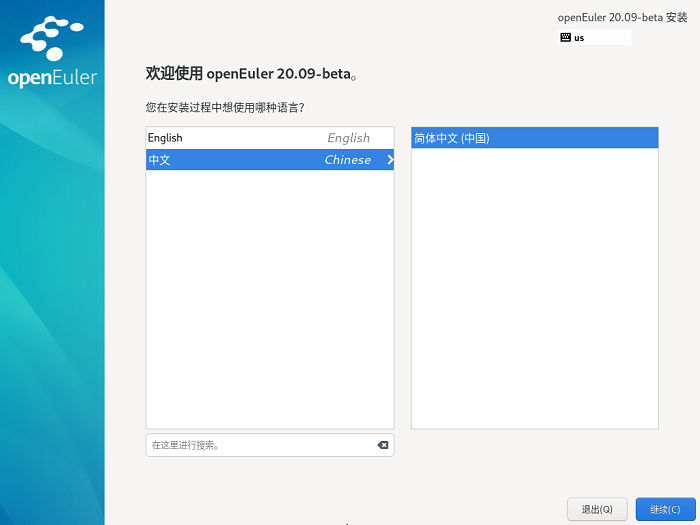 openEuler
openEuler 20.09-beta 安装
us
欢迎使用 openEuler 20.09-beta。
您在安装过程中想使用哪种语言？
English English
中文 Chinese
简体中文 (中国)
在这里进行搜索。
退出(Q)
继续(C)